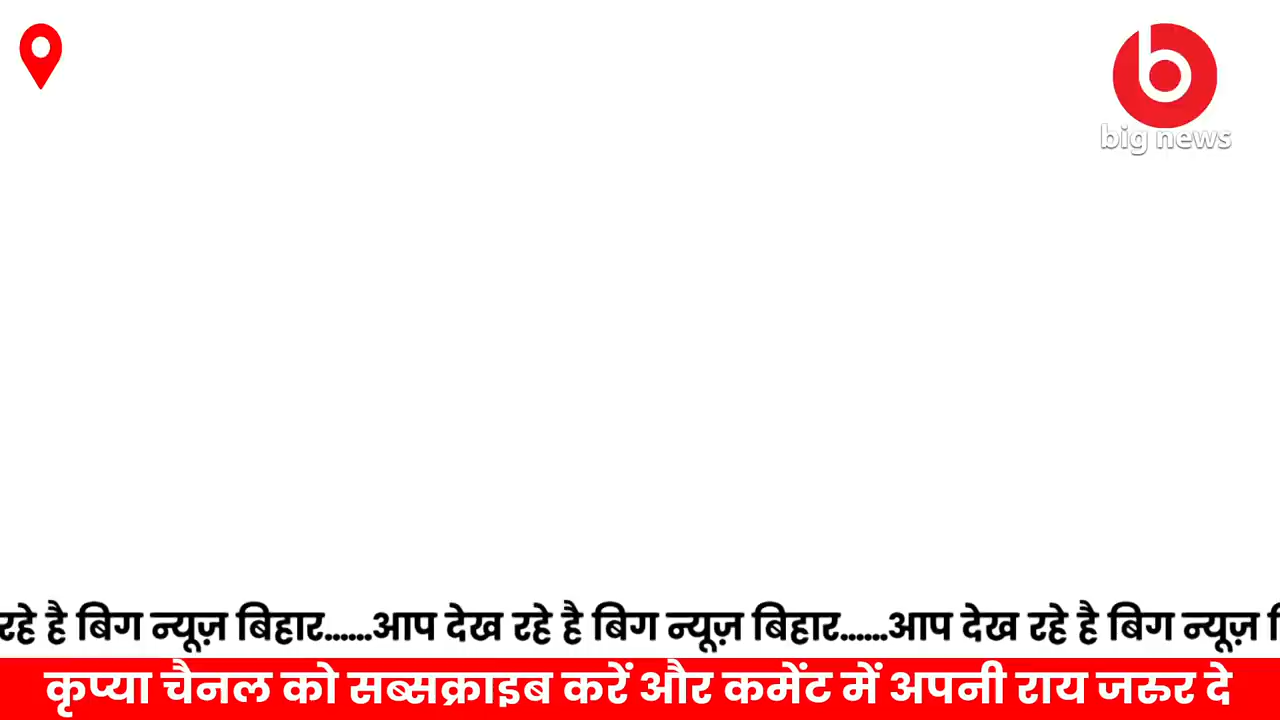 big news
रहे है बिग न्यूज़ बिहार......आप देख रहे है बिग न्यूज़ बिहार......आप देख रहे है बिग न्यूज़
कृप्या चैनल को सब्सक्राइब करें और कमेंट में अपनी राय जरुर दे